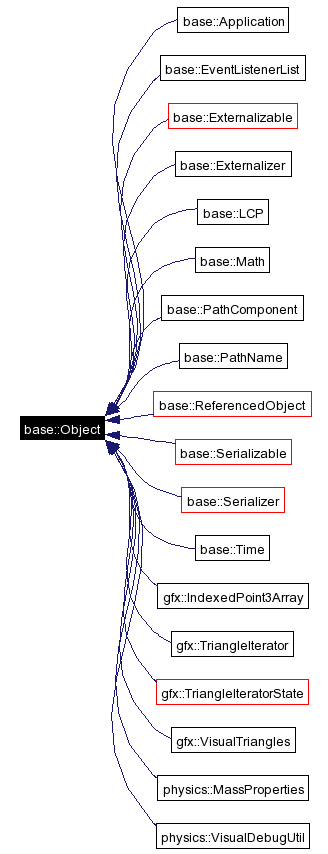 base::Application
base::EventListenerList
base::Externalizable
base::Externalizer
base::LCP
base::Math
base::PathComponent
base::PathName
base::ReferencedObject
base::Object
base::Serializable
base::Serializer
base::Time
gfx::IndexedPoint3Array
gfx::TriangleIterator
gfx::TriangleIteratorState
gfx::VisualTriangles
physics::MassProperties
physics::VisualDebugUtil